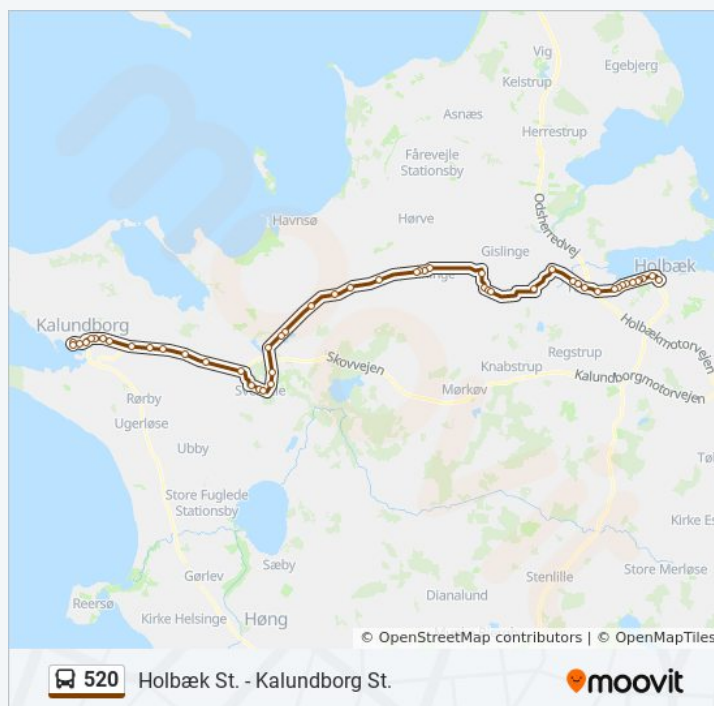 Vig
Egebjerg
Kelstrup
Asnæs
Herrestrup
Fårevejle
Stationsby
Odsherredvej
Havnsø
Hørve
Gislinge
Holbæk
Kalundborg
Holbækmotorvejen
Skovvejen
Regstrup
Knabstrup
Kalundborgmotorvejen
Mørkøv
Rørby
Ugerløse
Ubby
Store Fuglede
Stationsby
Kirke Es
Store Merløse
Sæby
Gørlev
Stenlille
Dianalund
Reersø
Kirke Helsinge
Høng
© OpenStreetMap contributors | © OpenMapTiles
520 Holbæk St. - Kalundborg St.
moovit